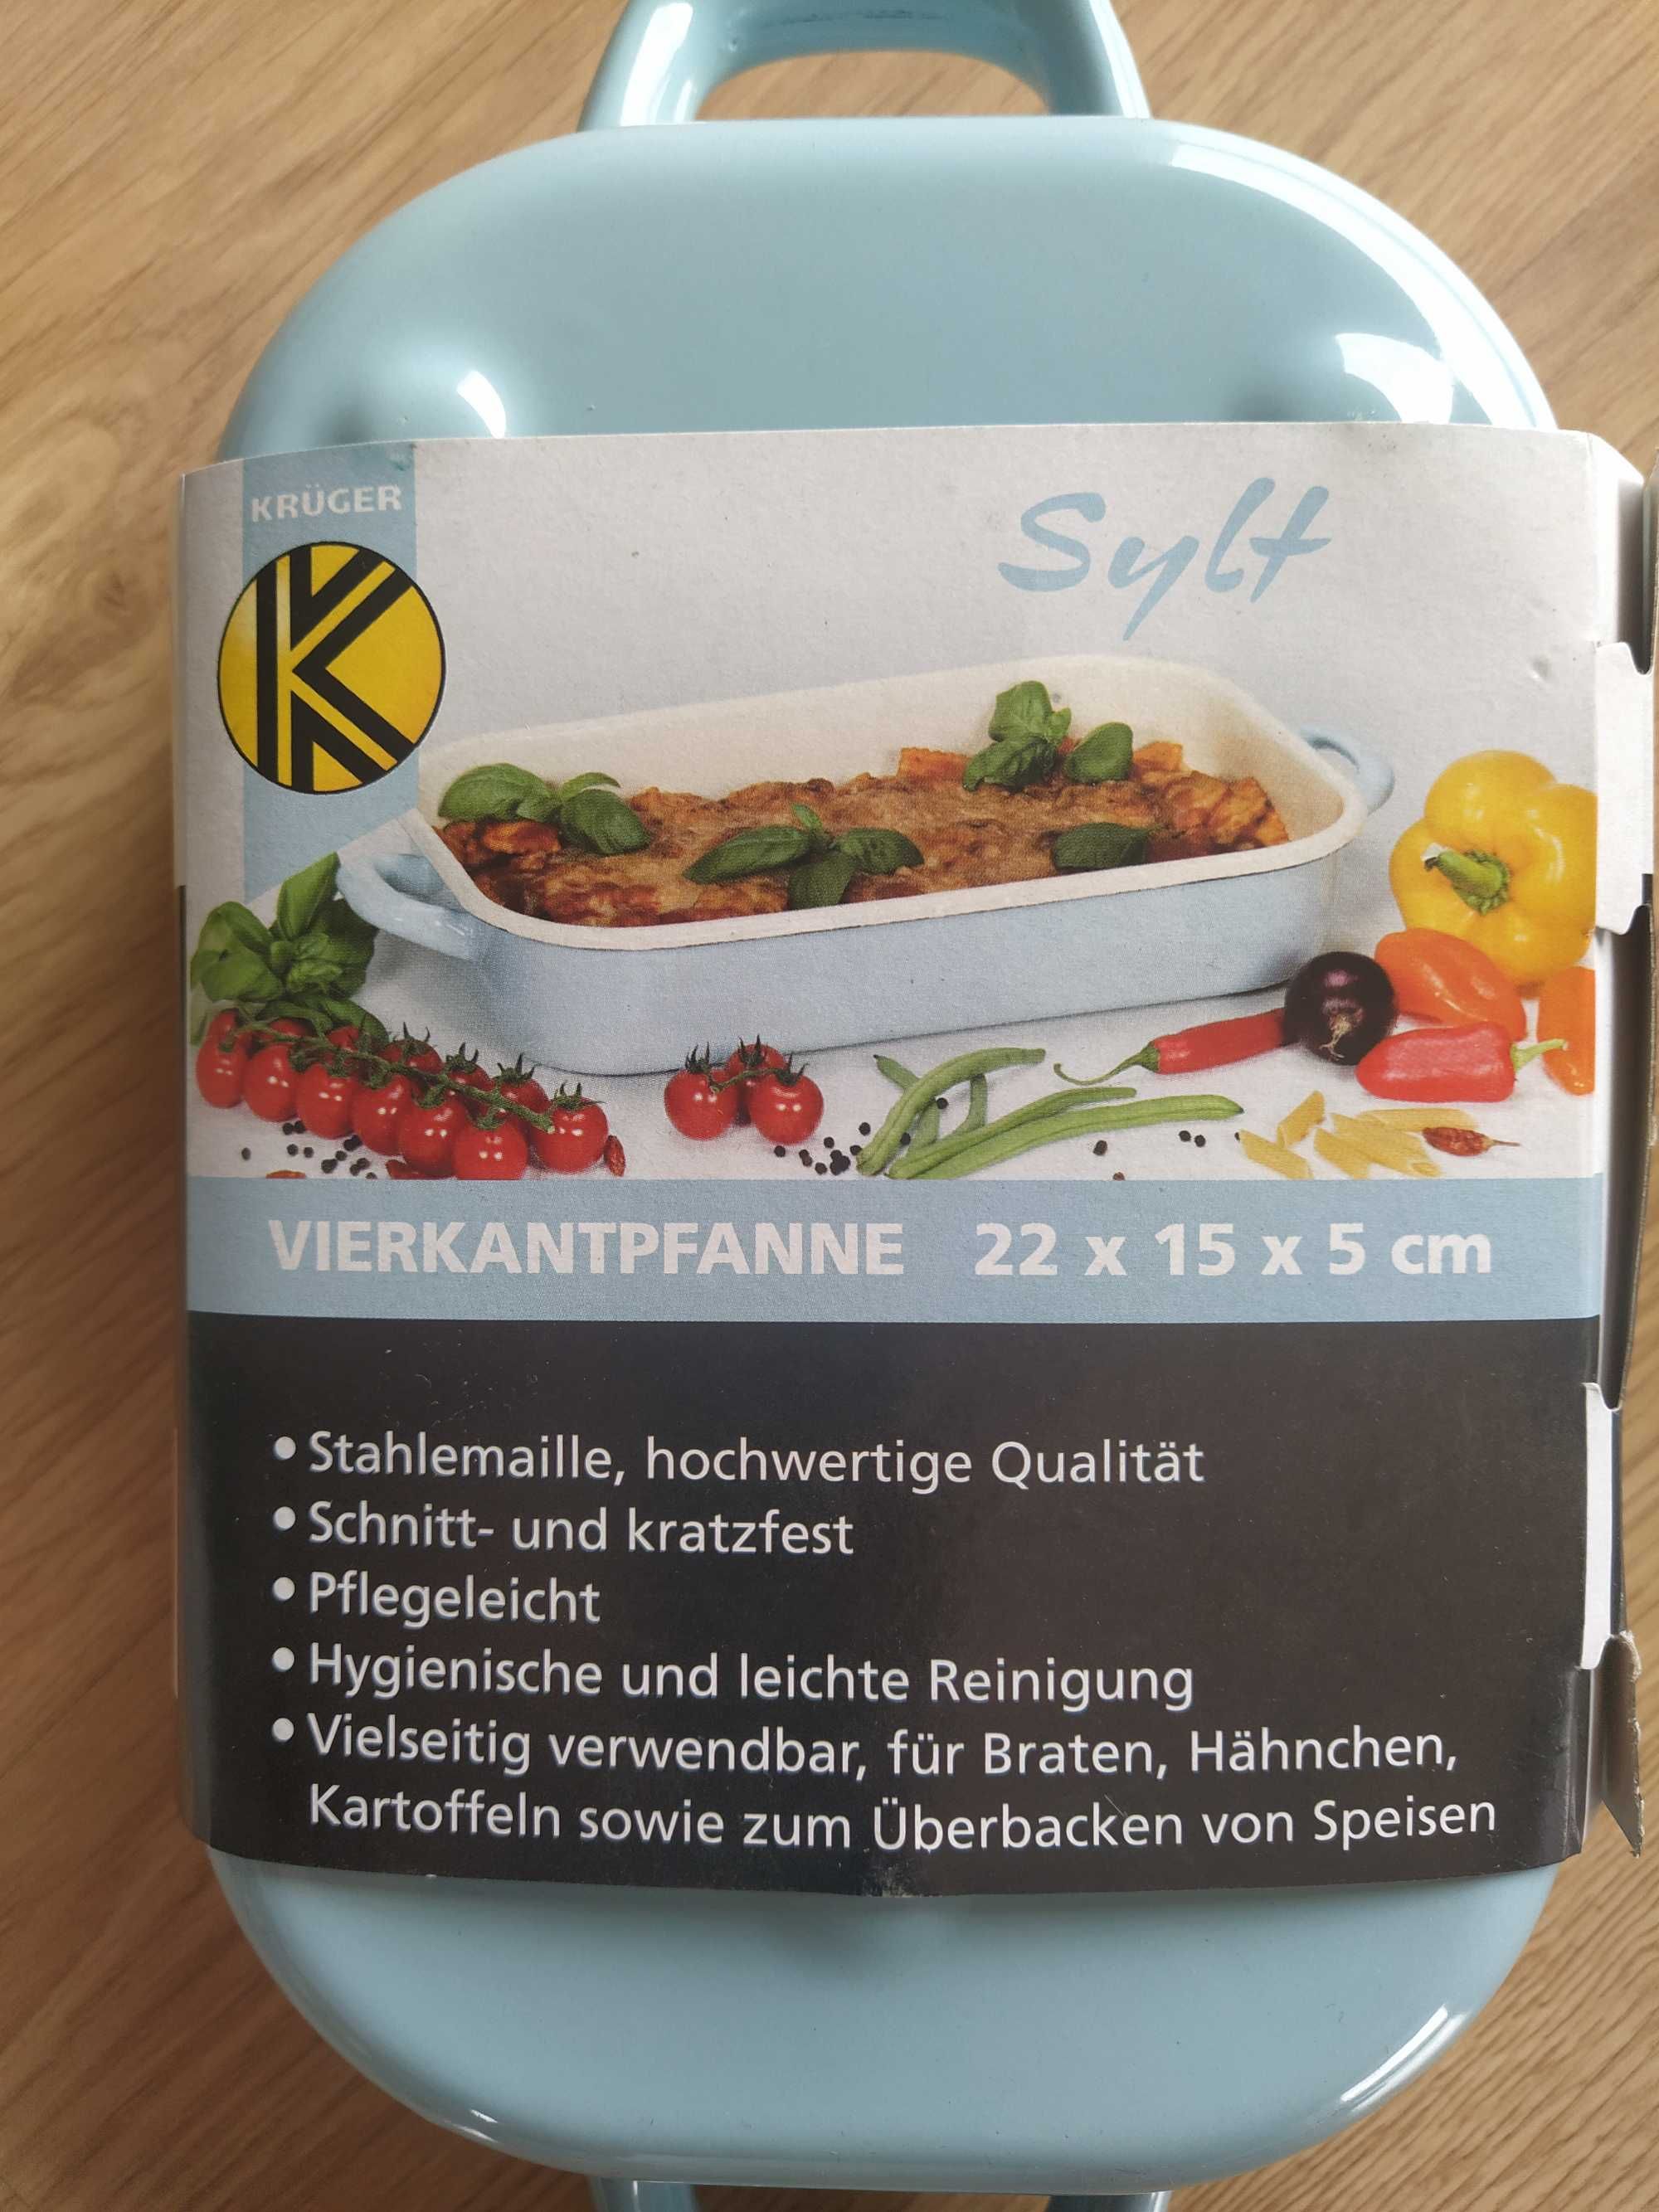 KRÜGER
Sylt
VIERKANTPFANNE 22 x 15 x 5 cm
• Stahlemaille, hochwertige Qualität
• Schnitt- und kratzfest
• Pflegeleicht
• Hygienische und leichte Reinigung
• Vielseitig verwendbar, für Braten, Hähnchen,
Kartoffeln sowie zum Überbacken von Speisen